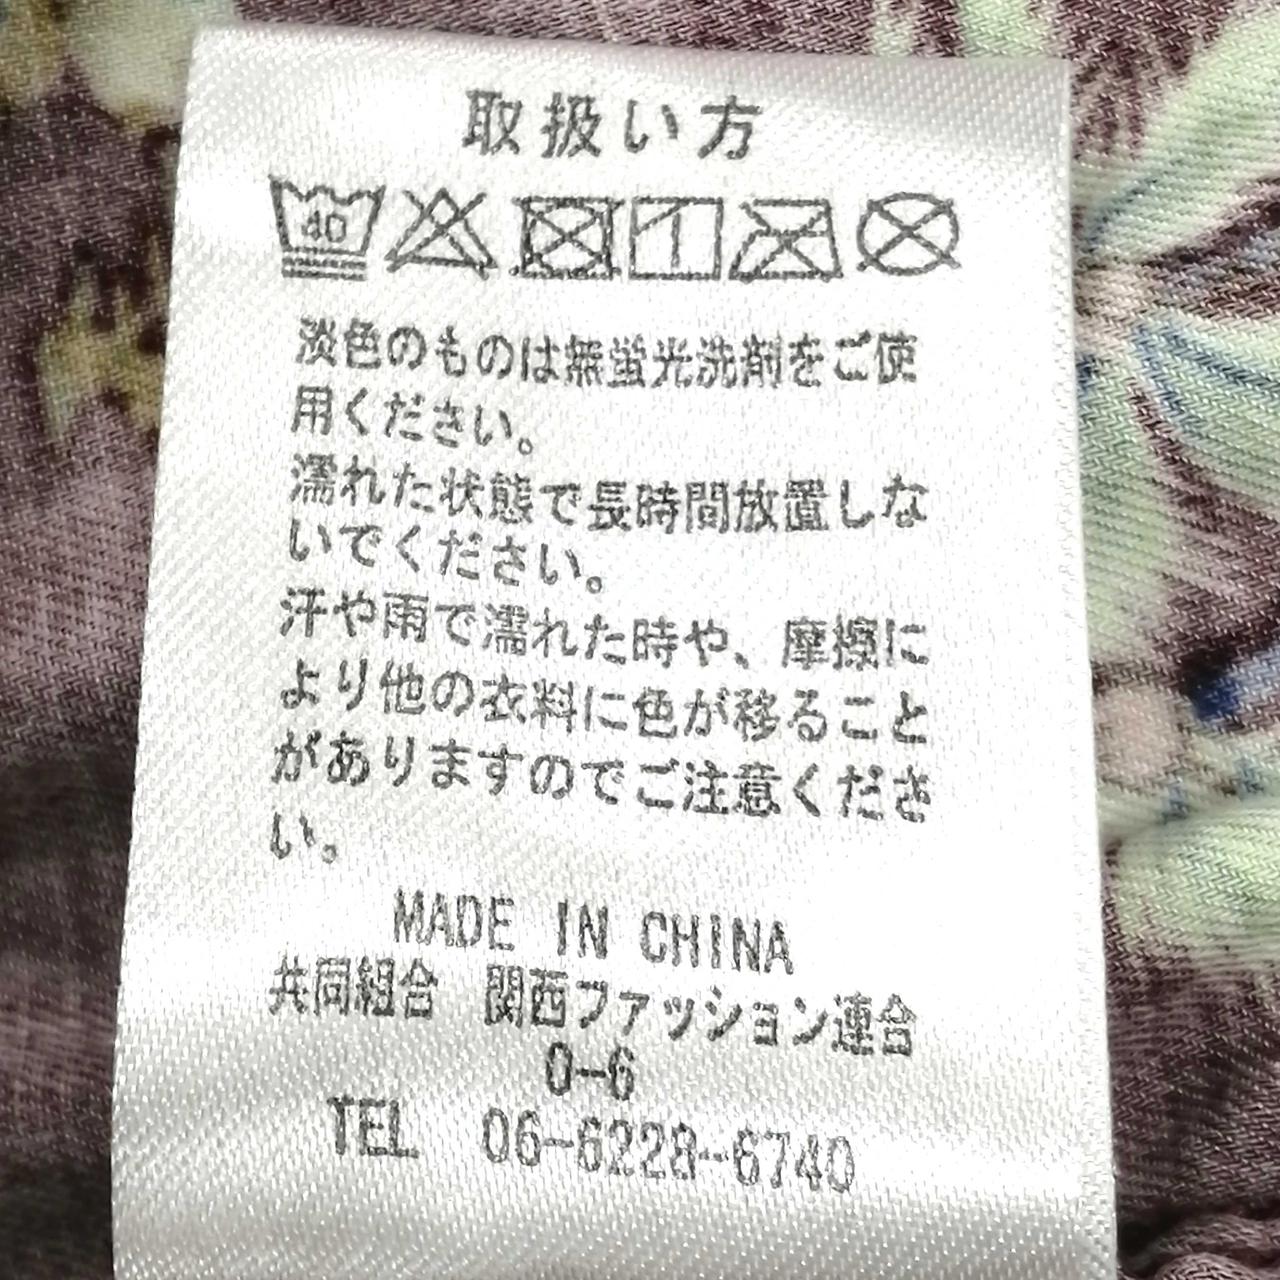 取扱い方
40
淡色のものは無蛍光洗剤をご使
用ください。
濡れた状態で長時間放置しな
いでください。
汗や雨で濡れた時や、摩擦に
より他の衣料に色が移ること
がありますのでご注意くださ
い。
MADE IN CHINA
共同組合 関西ファッション連合
0-6
TEL 06-6228-6740